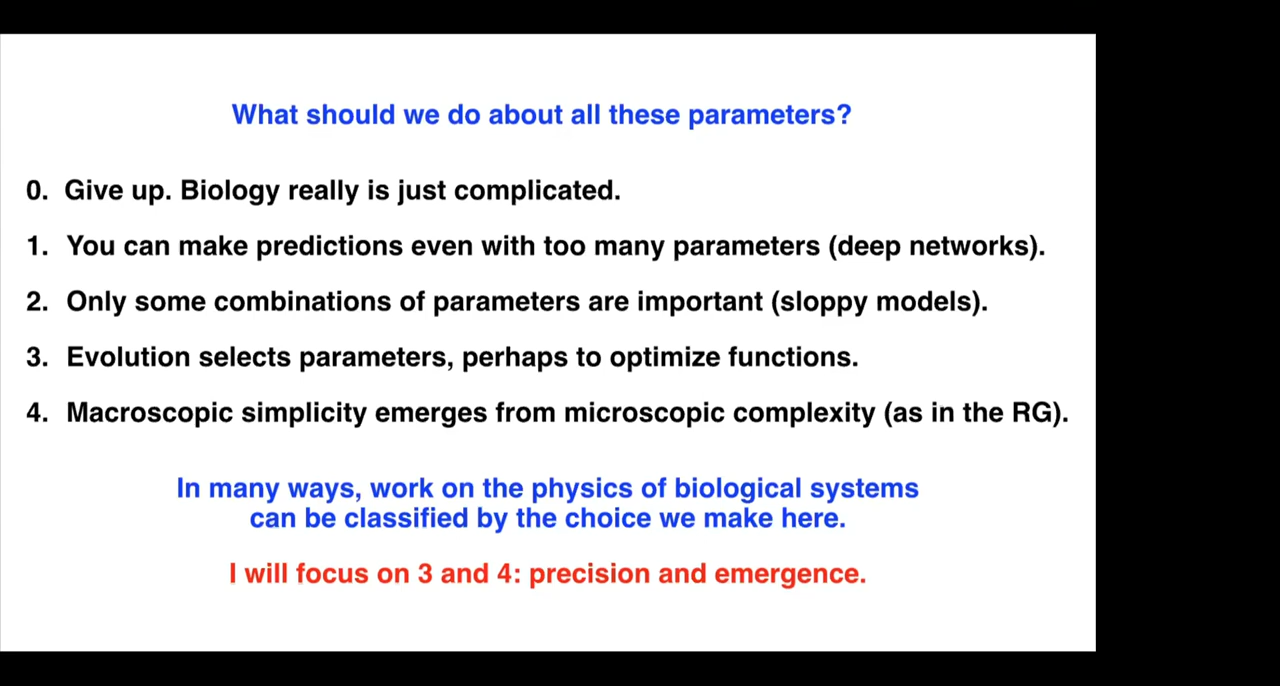 What should we do about all these parameters?
0. Give up. Biology really is just complicated.
1. You can make predictions even with too many parameters (deep networks).
2. Only some combinations of parameters are important (sloppy models).
3. Evolution selects parameters, perhaps to optimize functions.
4. Macroscopic simplicity emerges from microscopic complexity (as in the RG).
In many ways, work on the physics of biological systems
can be classified by the choice we make here.
I will focus on 3 and 4: precision and emergence.